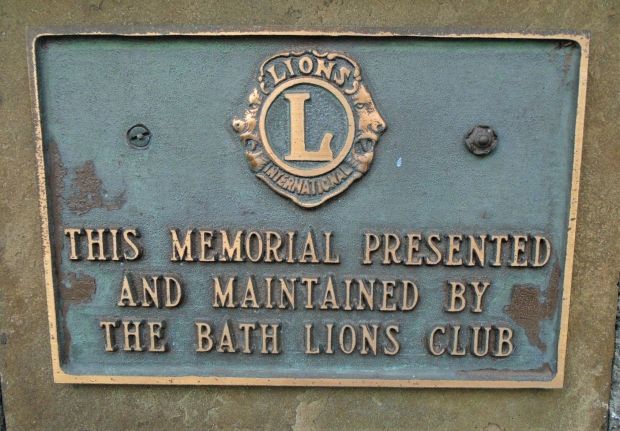 LIONS
L
INTERNATIONAL
THIS MEMORIAL PRESENTED
AND MAINTAINED BY
THE BATH LIONS CLUB